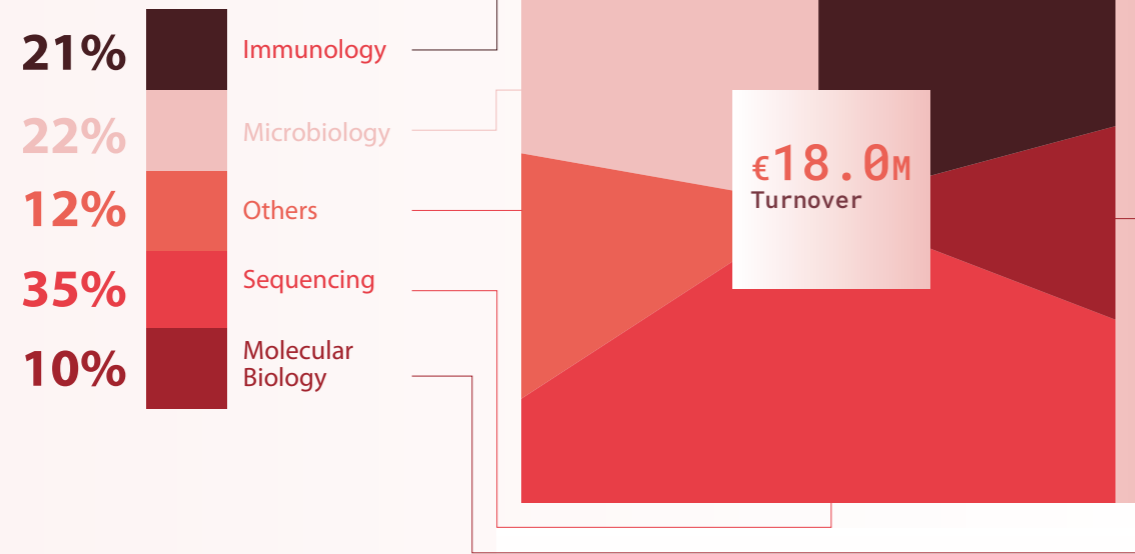 21%
Immunology
22%
Microbiology
12%
Others
35%
Sequencing
10%
Molecular
Biology
€18.0M
Turnover